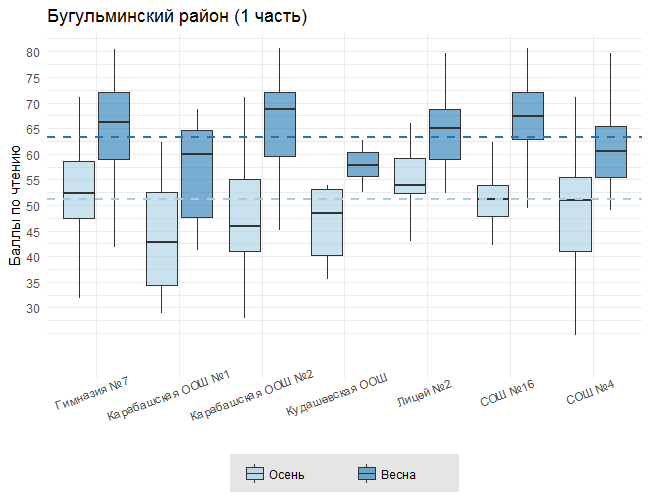 Бугульминский район (1 часть)
Баллы по чтению
80
75
70
65
60
55
50
45
40
35
30
Гимназия №7
Карабашская ООШ №1
Карабашская ООШ №2
Кудашевская ООШ
Лицей №2
СОШ №16
СОШ №4
Осень
Весна